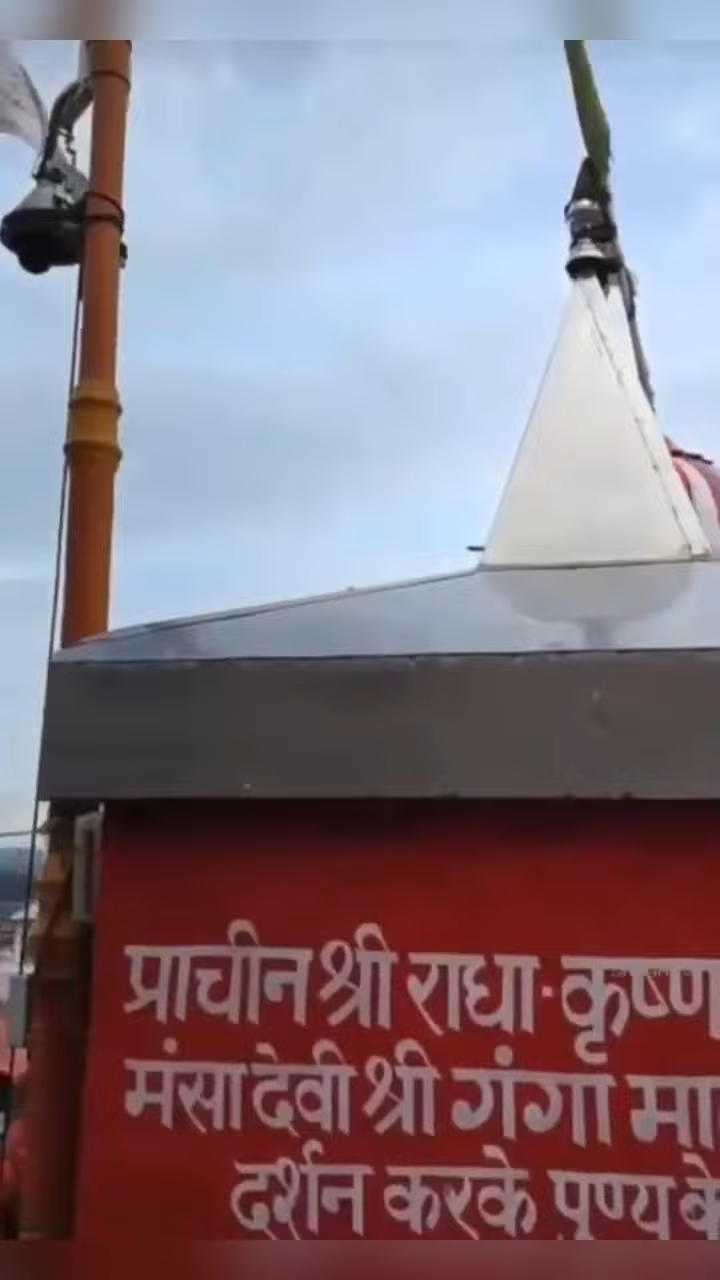 प्राचीन श्री राधा-कृष्ण
मंसा देवी श्री गंगा मा
दर्शन करके पुण्य के